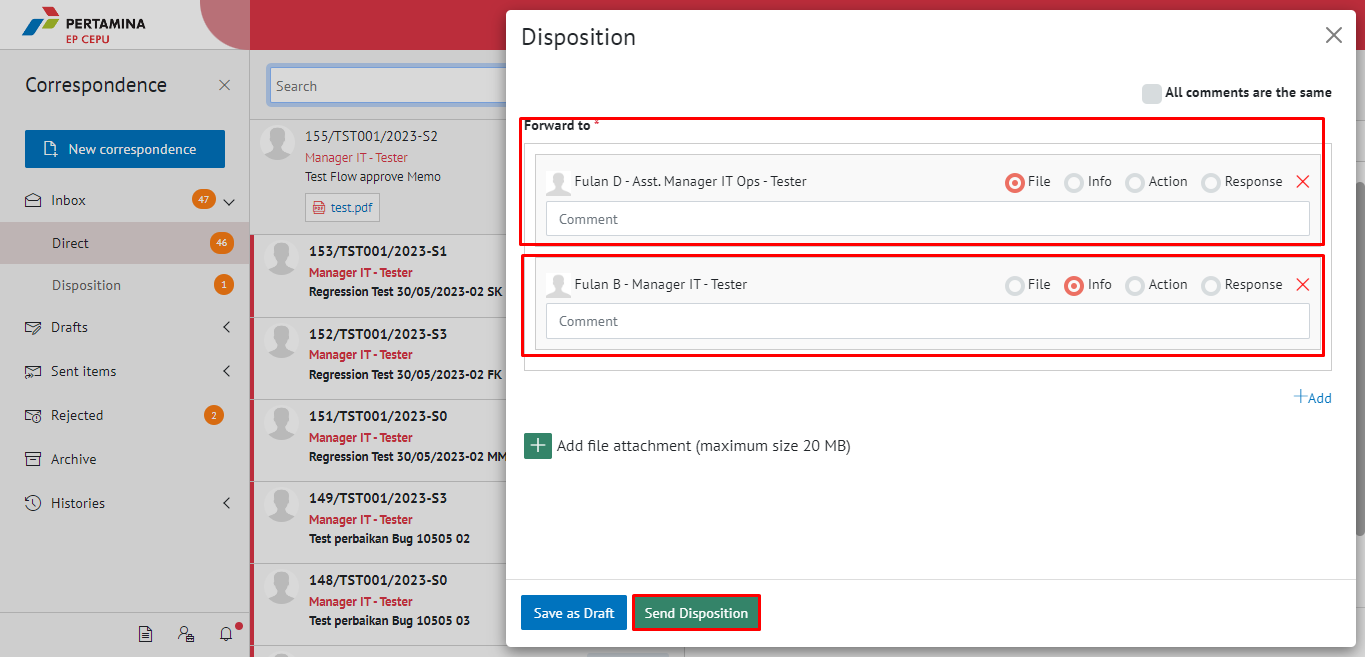 PERTAMINA
EP CEPU
Correspondence
New correspondence
Inbox 47
Direct 46
Disposition 1
Drafts
Sent items
Rejected 2
Archive
Histories
Search
155/TST001/2023-S2
Manager IT - Tester
Test Flow approve Memo
PDF test.pdf
153/TST001/2023-S1
Manager IT - Tester
Regression Test 30/05/2023-02 SK
152/TST001/2023-S3
Manager IT - Tester
Regression Test 30/05/2023-02 FK
151/TST001/2023-S0
Manager IT - Tester
Regression Test 30/05/2023-02 MM
149/TST001/2023-S3
Manager IT - Tester
Test perbaikan Bug 10505 02
148/TST001/2023-S0
Manager IT - Tester
Test perbaikan Bug 10505 03
Disposition
All comments are the same
Forward to *
Fulan D - Asst. Manager IT Ops - Tester File Info Action Response
Comment
Fulan B - Manager IT - Tester File Info Action Response
Comment
+Add
+ Add file attachment (maximum size 20 MB)
Save as Draft Send Disposition